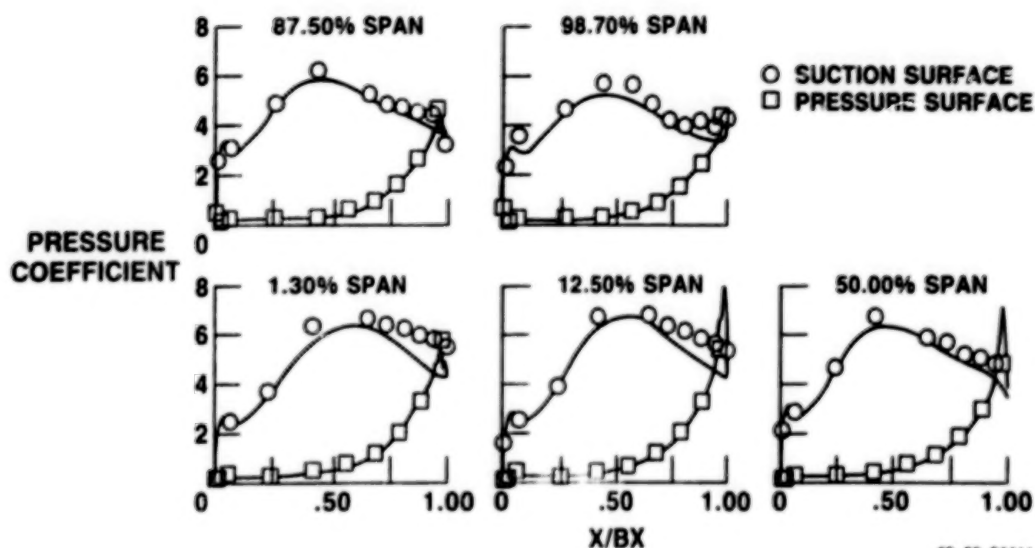 87.50% SPAN
98.70% SPAN
8
6
4
2
0
○ SUCTION SURFACE
□ PRESSURE SURFACE
PRESSURE
COEFFICIENT
1.30% SPAN
12.50% SPAN
50.00% SPAN
8
6
4
2
0 .50 1.00
0 .50 1.00
0 .50 1.00
X/BX